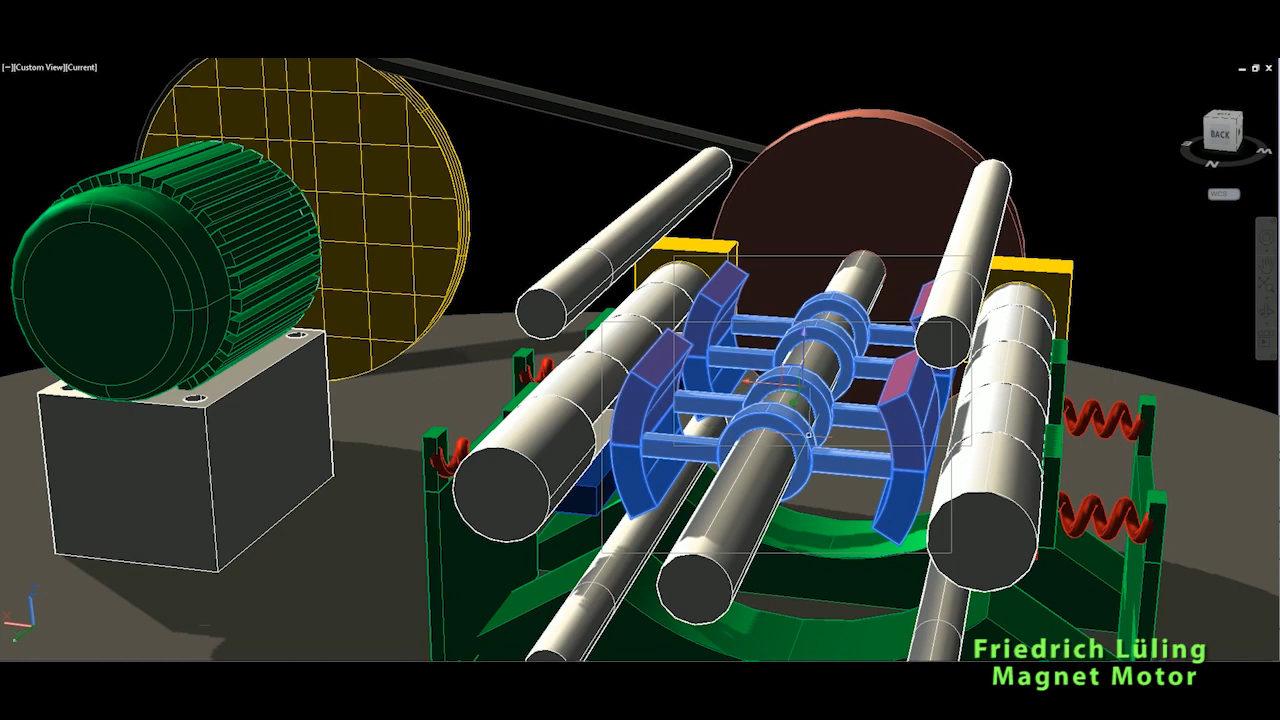 [−][Custom View][Current]
BACK
WCS
Friedrich Lüling
Magnet Motor